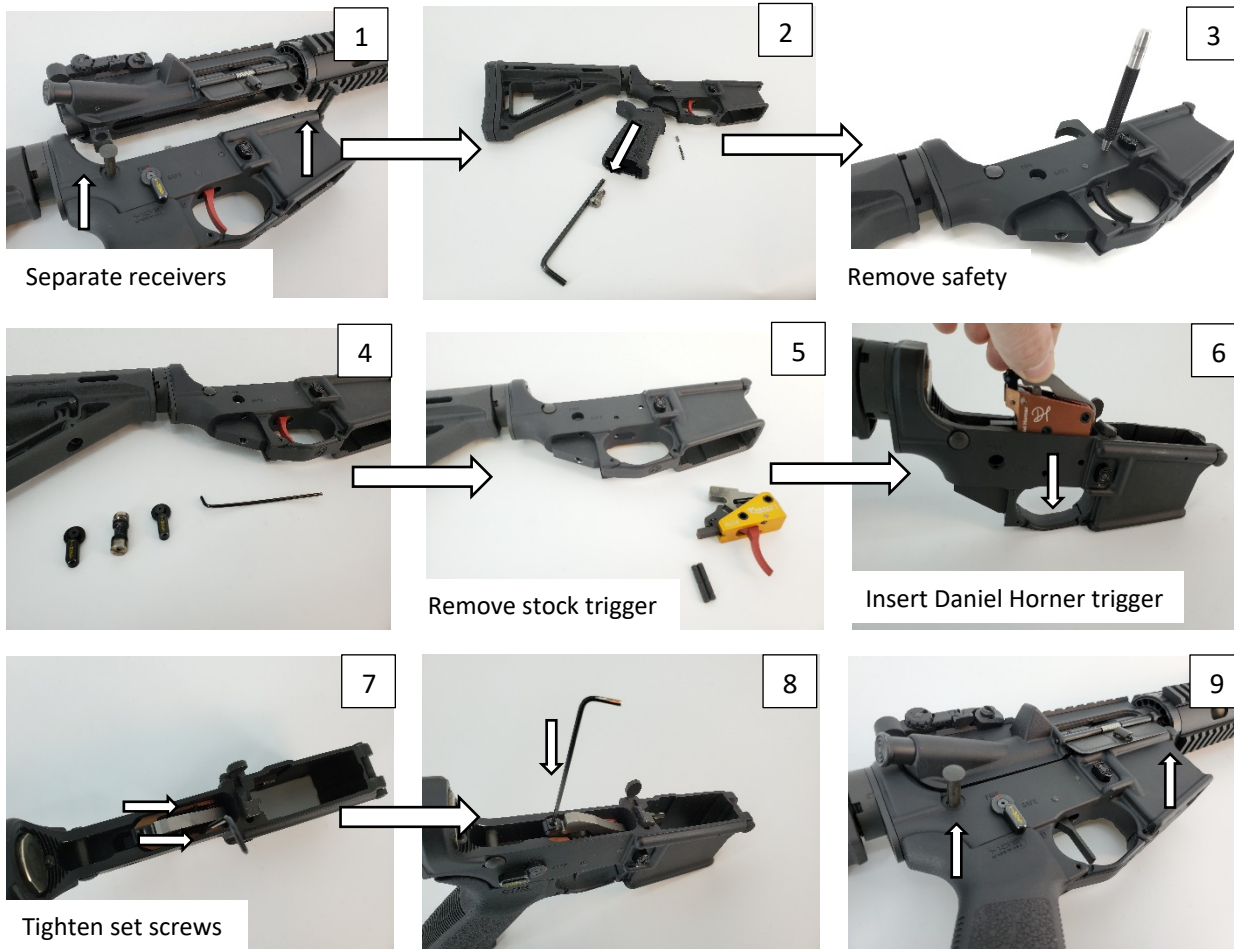 1
2
3
Separate receivers
Remove safety
4
5
6
Remove stock trigger
Insert Daniel Horner trigger
7
8
9
Tighten set screws